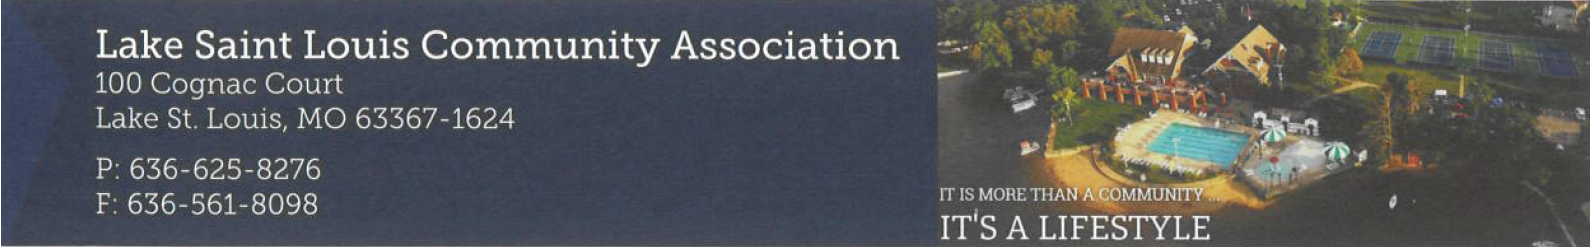 Lake Saint Louis Community Association
100 Cognac Court
Lake St. Louis, MO 63367-1624
P: 636-625-8276
F: 636-561-8098
IT IS MORE THAN A COMMUNITY ...
IT'S A LIFESTYLE